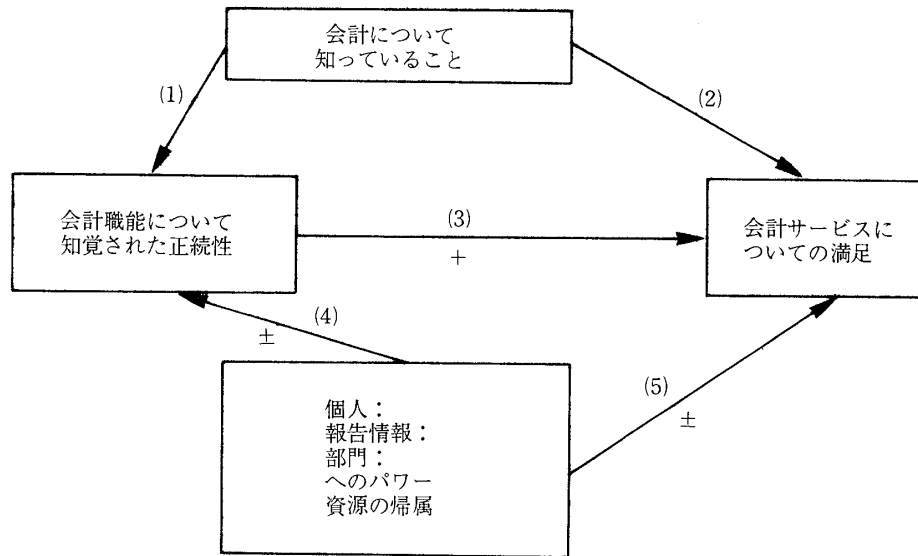 会計について
知っていること
(1)
(2)
会計職能について
知覚された正続性
(3)
+
会計サービスに
ついての満足
(4)
±
個人：
報告情報：
部門：
へのパワー
資源の帰属
(5)
±